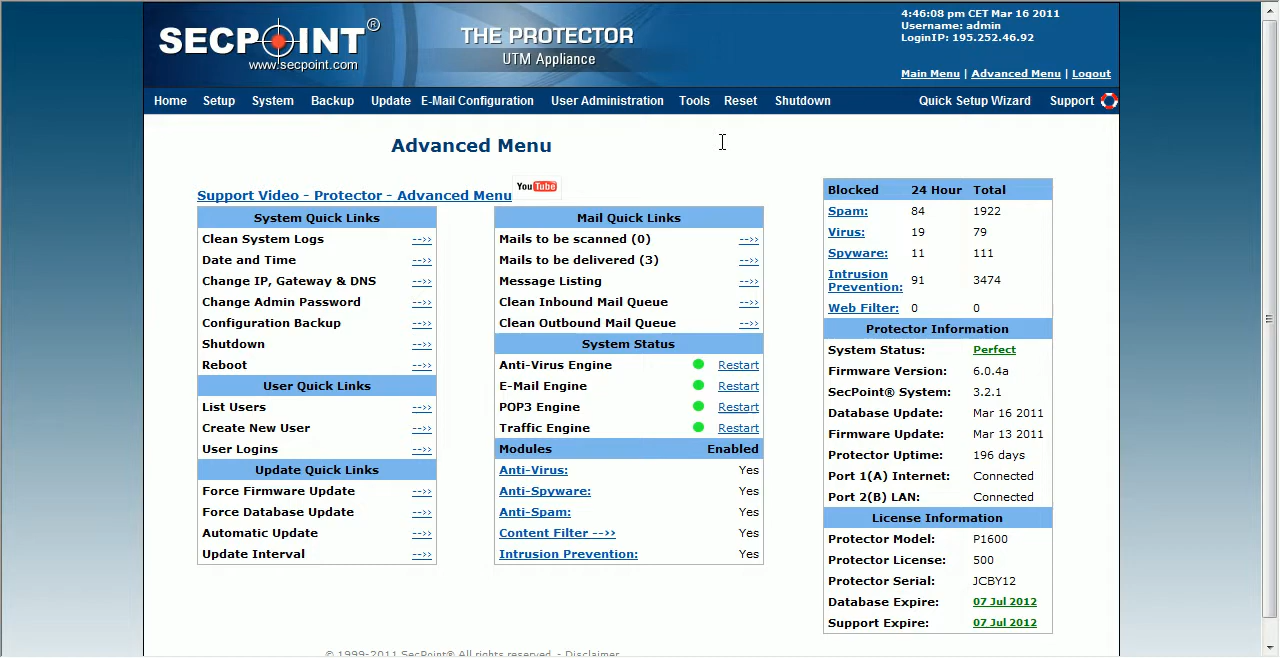 SECPOINT®
www.secpoint.com
THE PROTECTOR
UTM Appliance
4:46:08 pm CET Mar 16 2011
Username: admin
LoginIP: 195.252.46.92
Main Menu | Advanced Menu | Logout
Home Setup System Backup Update E-Mail Configuration User Administration Tools Reset Shutdown Quick Setup Wizard Support
Advanced Menu
Support Video - Protector - Advanced Menu YouTube
System Quick Links
Clean System Logs -->>
Date and Time -->>
Change IP, Gateway & DNS -->>
Change Admin Password -->>
Configuration Backup -->>
Shutdown -->>
Reboot -->>
User Quick Links
List Users -->>
Create New User -->>
User Logins -->>
Update Quick Links
Force Firmware Update -->>
Force Database Update -->>
Automatic Update -->>
Update Interval -->>
Mail Quick Links
Mails to be scanned (0) -->>
Mails to be delivered (3) -->>
Message Listing -->>
Clean Inbound Mail Queue -->>
Clean Outbound Mail Queue -->>
System Status
Anti-Virus Engine Restart
E-Mail Engine Restart
POP3 Engine Restart
Traffic Engine Restart
Modules Enabled
Anti-Virus: Yes
Anti-Spyware: Yes
Anti-Spam: Yes
Content Filter -->> Yes
Intrusion Prevention: Yes
Blocked 24 Hour Total
Spam: 84 1922
Virus: 19 79
Spyware: 11 111
Intrusion
Prevention: 91 3474
Web Filter: 0 0
Protector Information
System Status: Perfect
Firmware Version: 6.0.4a
SecPoint® System: 3.2.1
Database Update: Mar 16 2011
Firmware Update: Mar 13 2011
Protector Uptime: 196 days
Port 1(A) Internet: Connected
Port 2(B) LAN: Connected
License Information
Protector Model: P1600
Protector License: 500
Protector Serial: JCBY12
Database Expire: 07 Jul 2012
Support Expire: 07 Jul 2012
© 1999-2011 SecPoint® All rights reserved. - Disclaimer